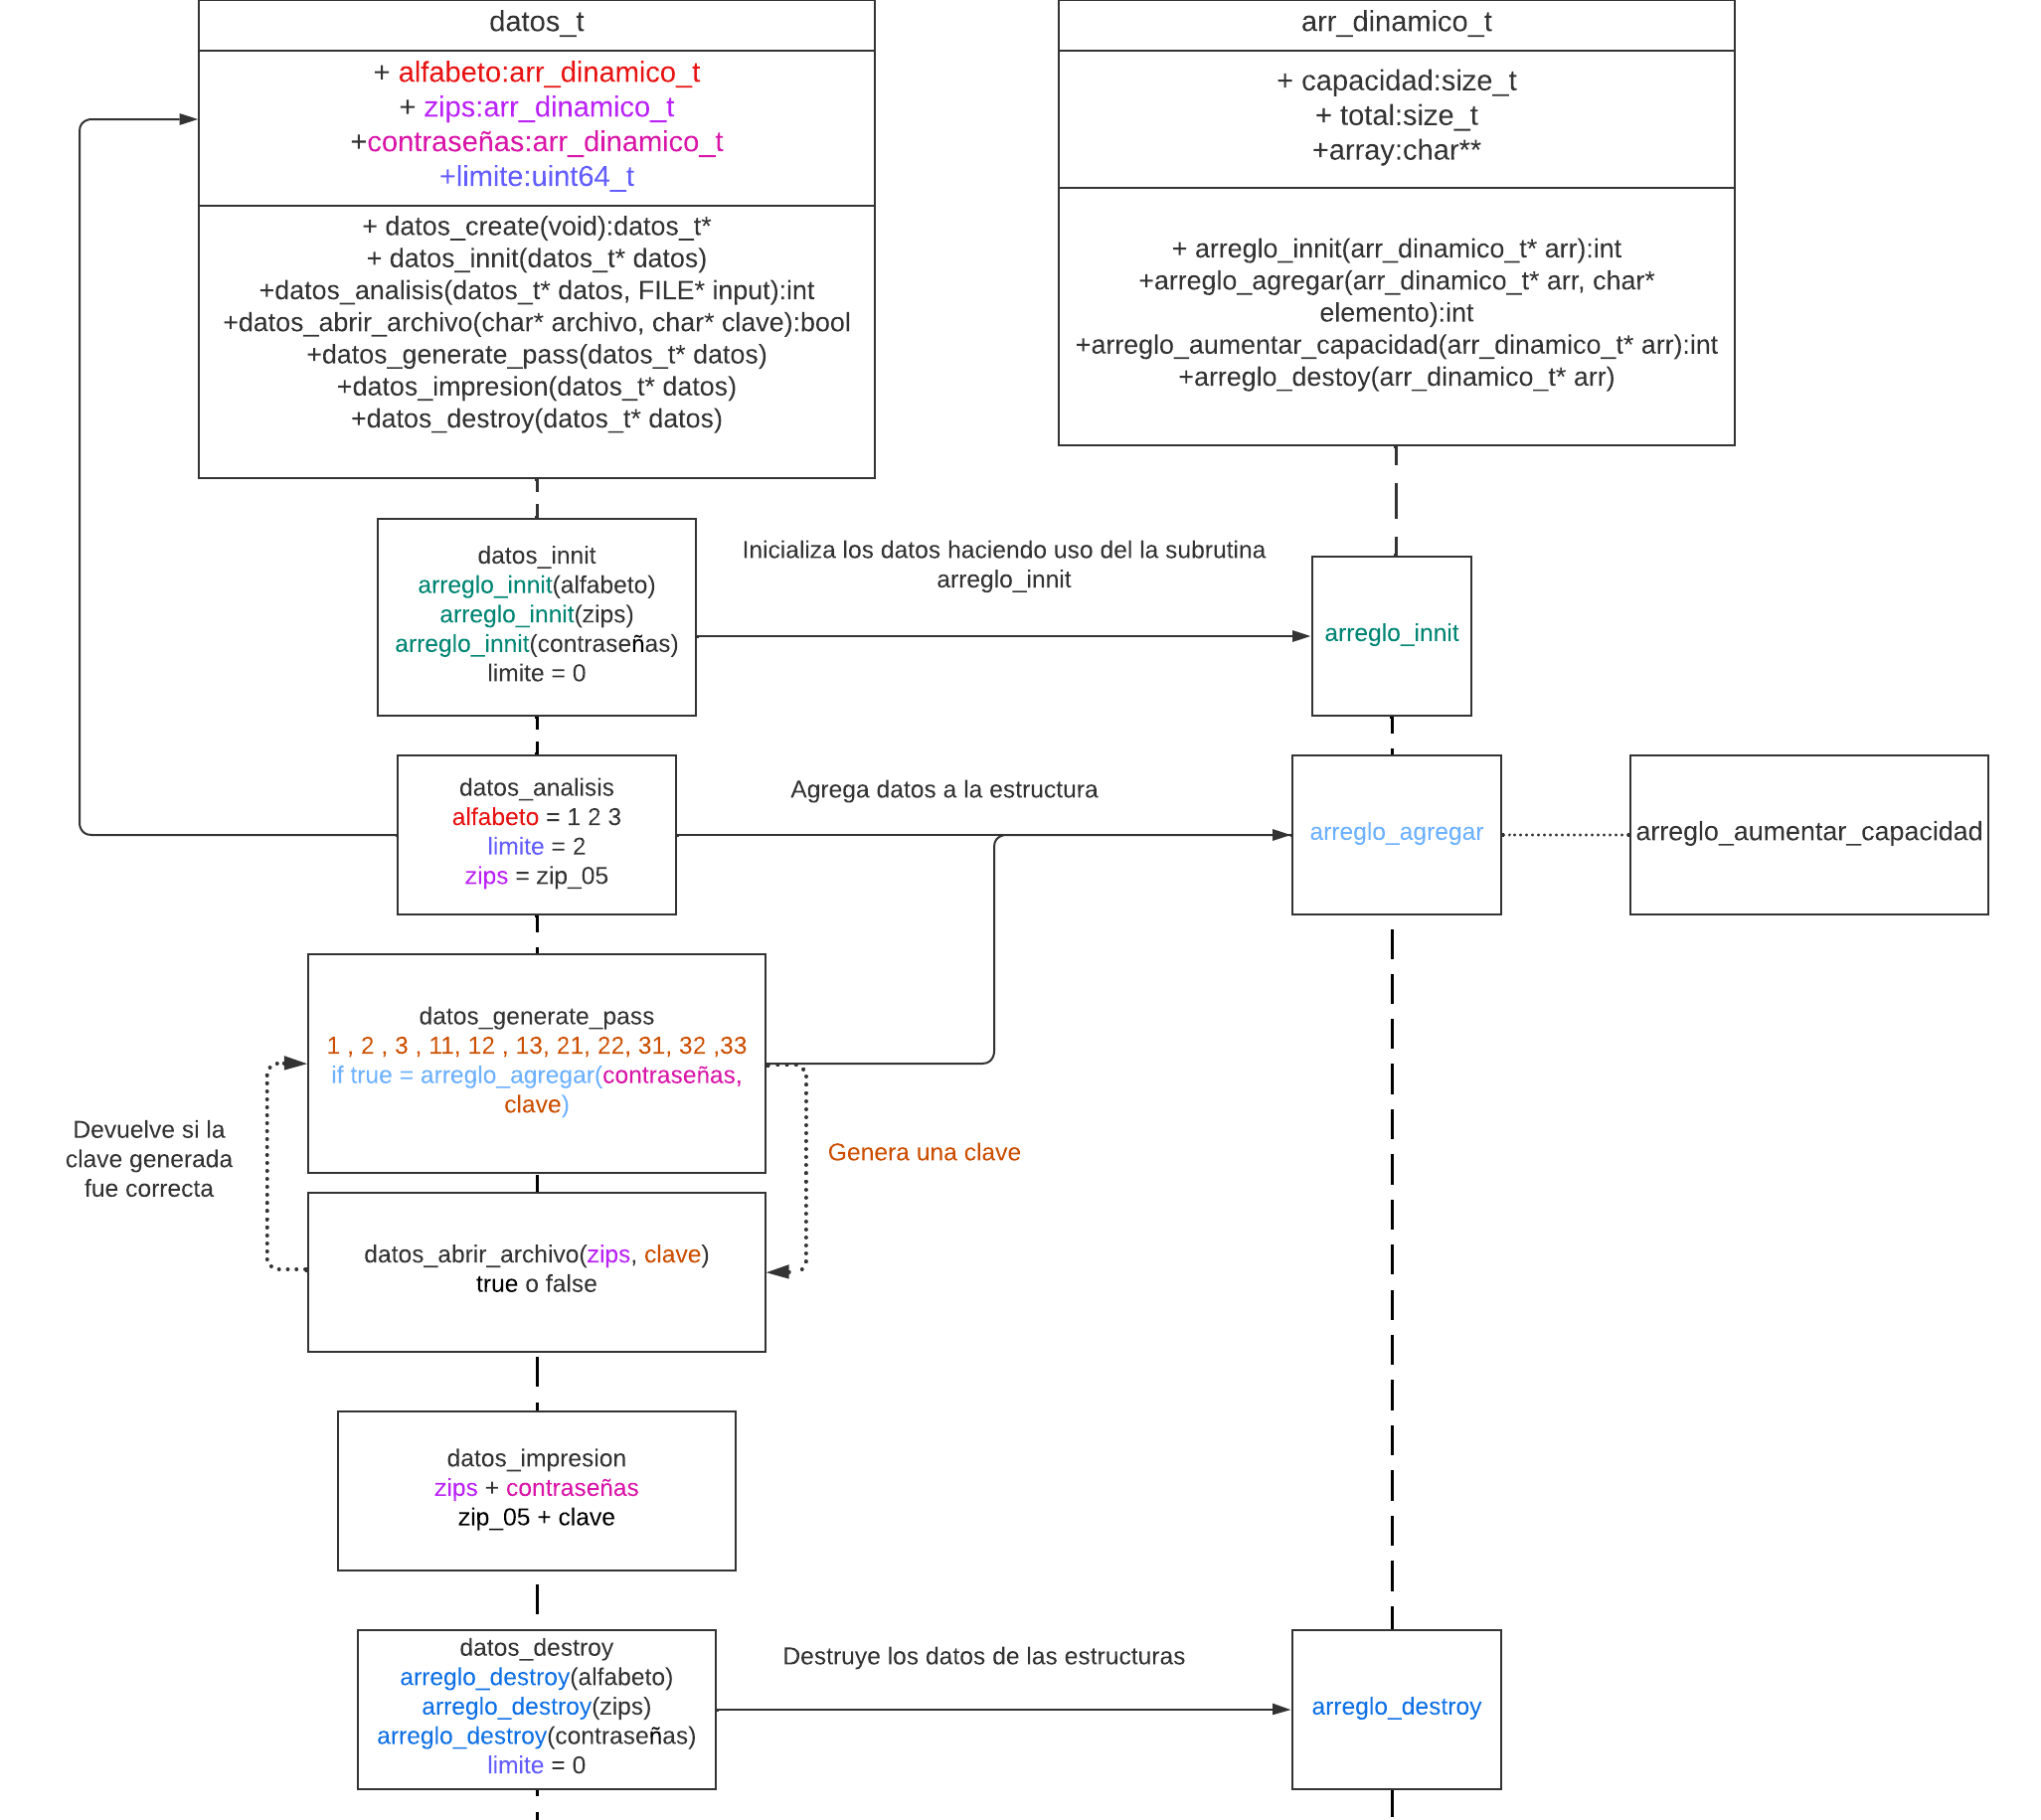 datos_t
+ alfabeto:arr_dinamico_t
+ zips:arr_dinamico_t
+contraseñas:arr_dinamico_t
+limite:uint64_t
+ datos_create(void):datos_t*
+ datos_innit(datos_t* datos)
+datos_analisis(datos_t* datos, FILE* input):int
+datos_abrir_archivo(char* archivo, char* clave):bool
+datos_generate_pass(datos_t* datos)
+datos_impresion(datos_t* datos)
+datos_destroy(datos_t* datos)
arr_dinamico_t
+ capacidad:size_t
+ total:size_t
+array:char**
+ arreglo_innit(arr_dinamico_t* arr):int
+arreglo_agregar(arr_dinamico_t* arr, char*
elemento):int
+arreglo_aumentar_capacidad(arr_dinamico_t* arr):int
+arreglo_destoy(arr_dinamico_t* arr)
datos_innit
arreglo_innit(alfabeto)
arreglo_innit(zips)
arreglo_innit(contraseñas)
limite = 0
Inicializa los datos haciendo uso del la subrutina
arreglo_innit
arreglo_innit
datos_analisis
alfabeto = 1 2 3
limite = 2
zips = zip_05
Agrega datos a la estructura
arreglo_agregar
arreglo_aumentar_capacidad
datos_generate_pass
1 , 2 , 3 , 11, 12 , 13, 21, 22, 31, 32 ,33
if true = arreglo_agregar(contraseñas,
clave)
Devuelve si la
clave generada
fue correcta
Genera una clave
datos_abrir_archivo(zips, clave)
true o false
datos_impresion
zips + contraseñas
zip_05 + clave
datos_destroy
arreglo_destroy(alfabeto)
arreglo_destroy(zips)
arreglo_destroy(contraseñas)
limite = 0
Destruye los datos de las estructuras
arreglo_destroy